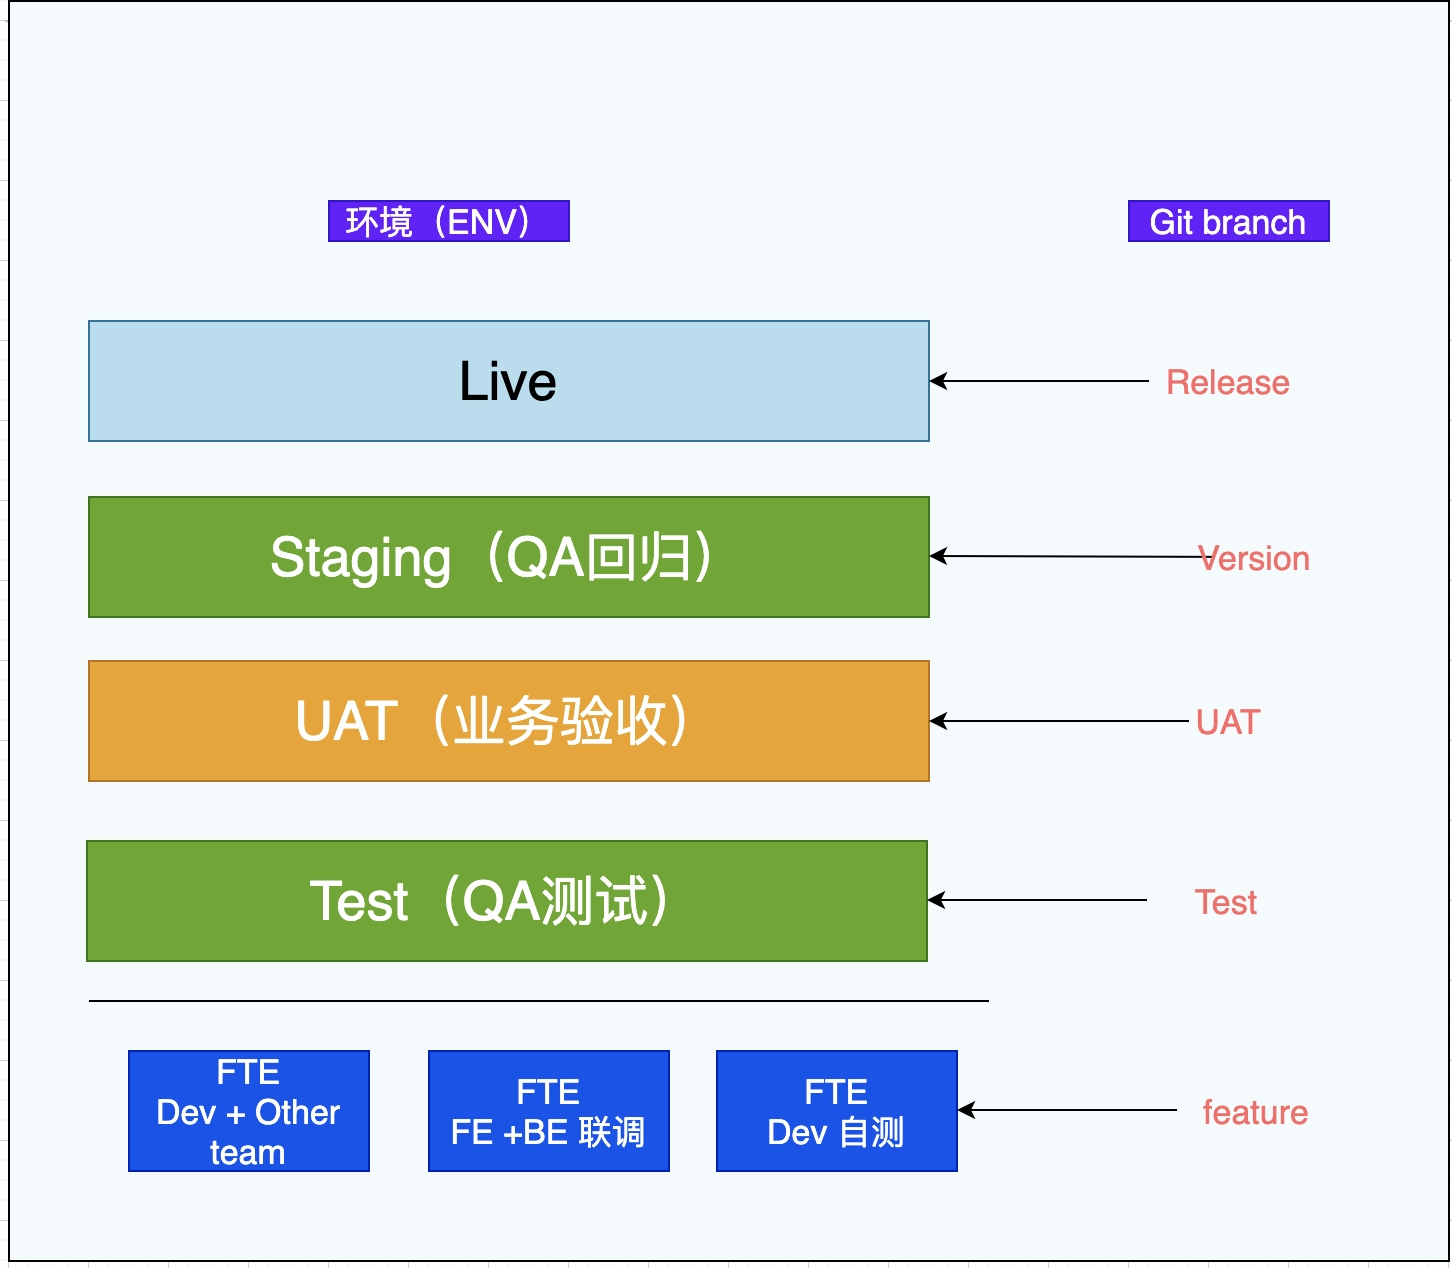 环境（ENV）
Git branch
Live
Release
Staging（QA回归）
Version
UAT（业务验收）
UAT
Test（QA测试）
Test
FTE
Dev + Other
team
FTE
FE +BE 联调
FTE
Dev 自测
feature